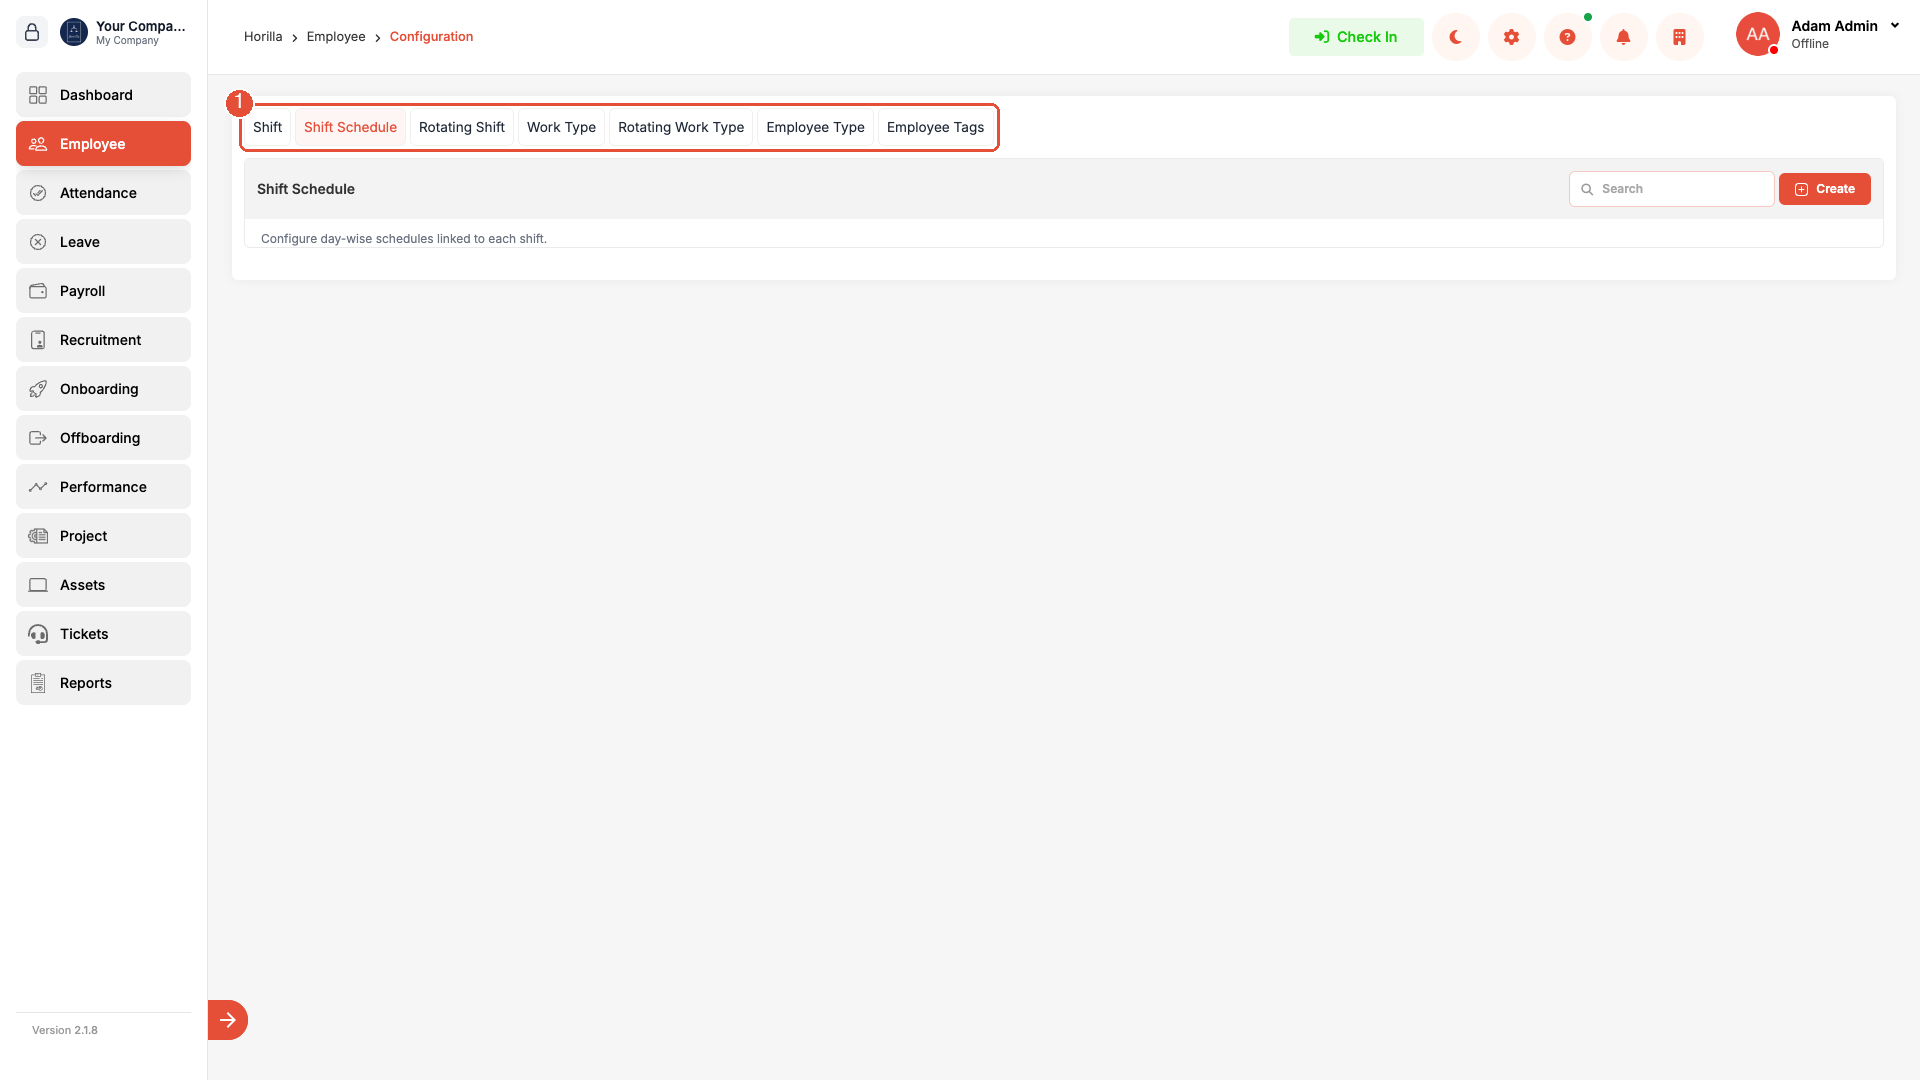 Your Compa...
My Company
Horilla
Employee
Configuration
Check In
?
AA
Adam Admin
Offline
Dashboard
Employee
Attendance
Leave
Payroll
Recruitment
Onboarding
Offboarding
Performance
Project
Assets
Tickets
Reports
Version 2.1.8
1
Shift
Shift Schedule
Rotating Shift
Work Type
Rotating Work Type
Employee Type
Employee Tags
Shift Schedule
Search
Create
Configure day-wise schedules linked to each shift.